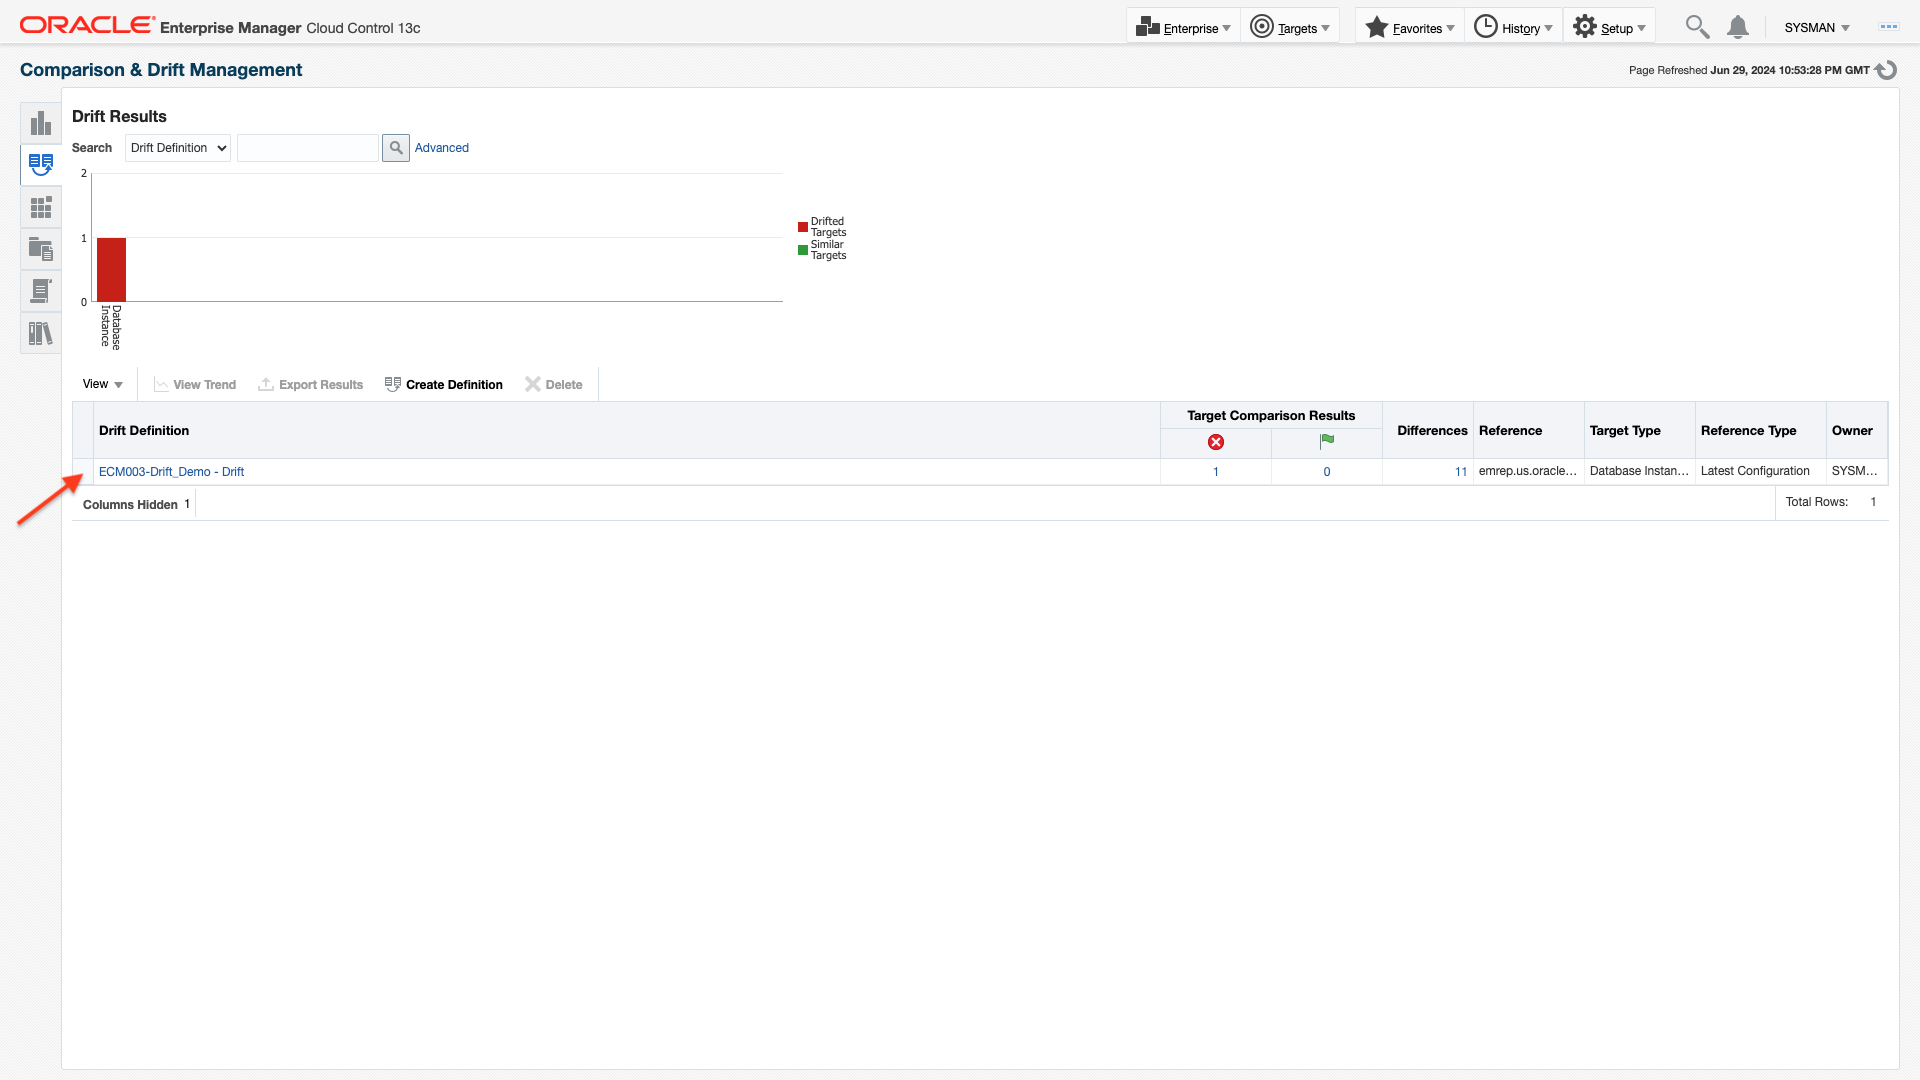 ORACLE Enterprise Manager Cloud Control 13c
Enterprise
Targets
Favorites
History
Setup
SYSMAN
Comparison & Drift Management
Page Refreshed Jun 29, 2024 10:53:28 PM GMT
Drift Results
Search
Drift Definition
Advanced
2
1
0
Database
Instance
Drifted
Targets
Similar
Targets
View
View Trend
Export Results
Create Definition
Delete
Drift Definition
Target Comparison Results
Differences
Reference
Target Type
Reference Type
Owner
ECM003-Drift_Demo - Drift
1
0
11
emrep.us.oracle...
Database Instan...
Latest Configuration
SYSM...
Columns Hidden 1
Total Rows: 1